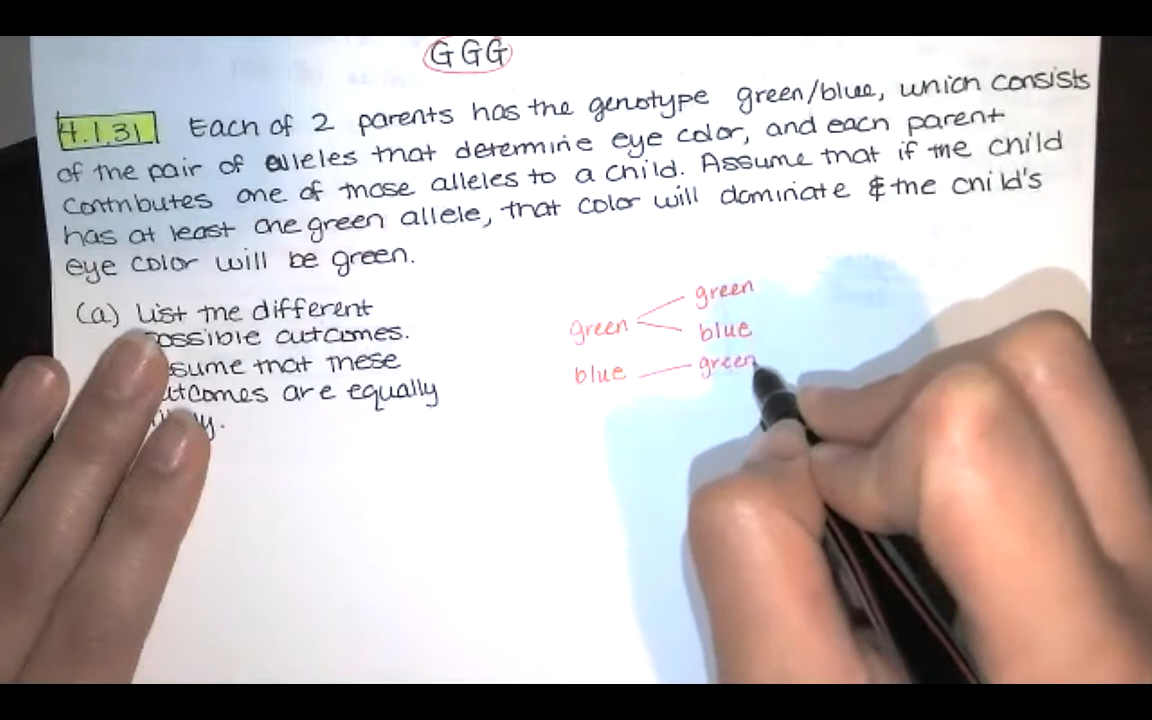 GGG
4.1.31 Each of 2 parents has the genotype green/blue, which consists
of the pair of alleles that determine eye color, and each parent
contributes one of those alleles to a child. Assume that if the child
has at least one green allele, that color will dominate & the child's
eye color will be green.
(a) List the different
possible outcomes.
sume that these
utcomes are equally
y.
green
green
blue
blue
green